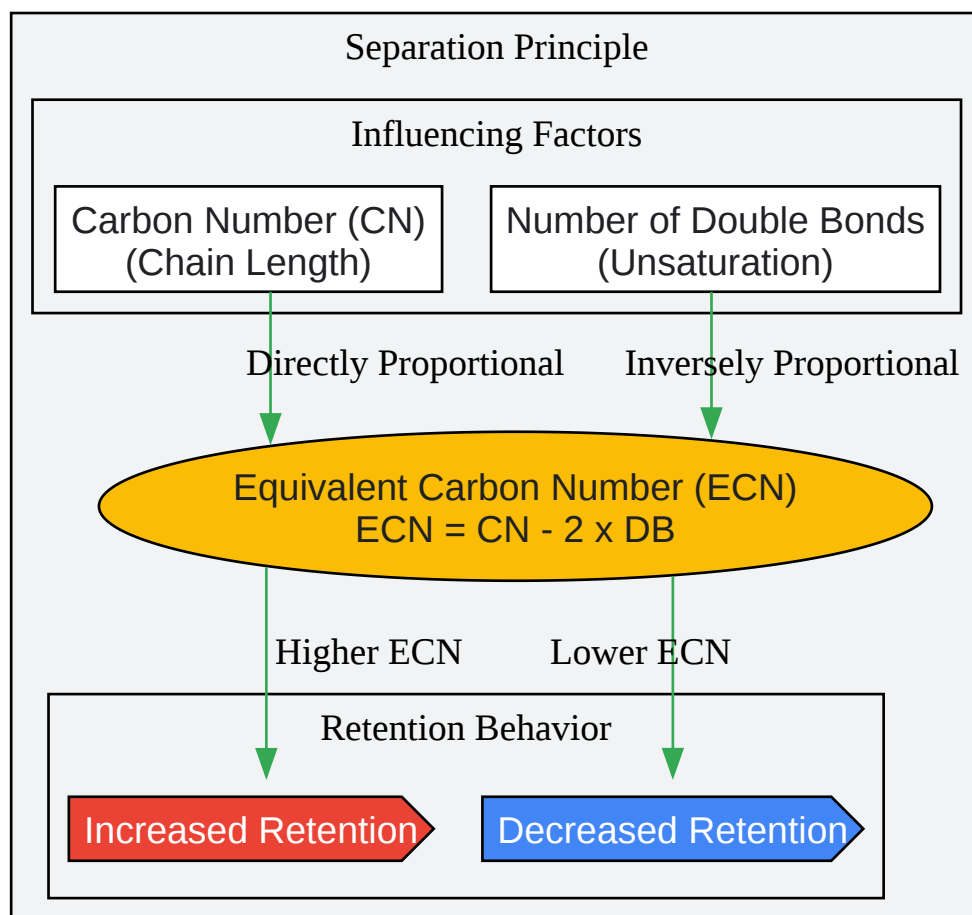 Separation Principle
Influencing Factors
Carbon Number (CN)
(Chain Length)
Number of Double Bonds
(Unsaturation)
Directly Proportional
Inversely Proportional
Equivalent Carbon Number (ECN)
ECN = CN - 2 x DB
Higher ECN
Lower ECN
Retention Behavior
Increased Retention
Decreased Retention